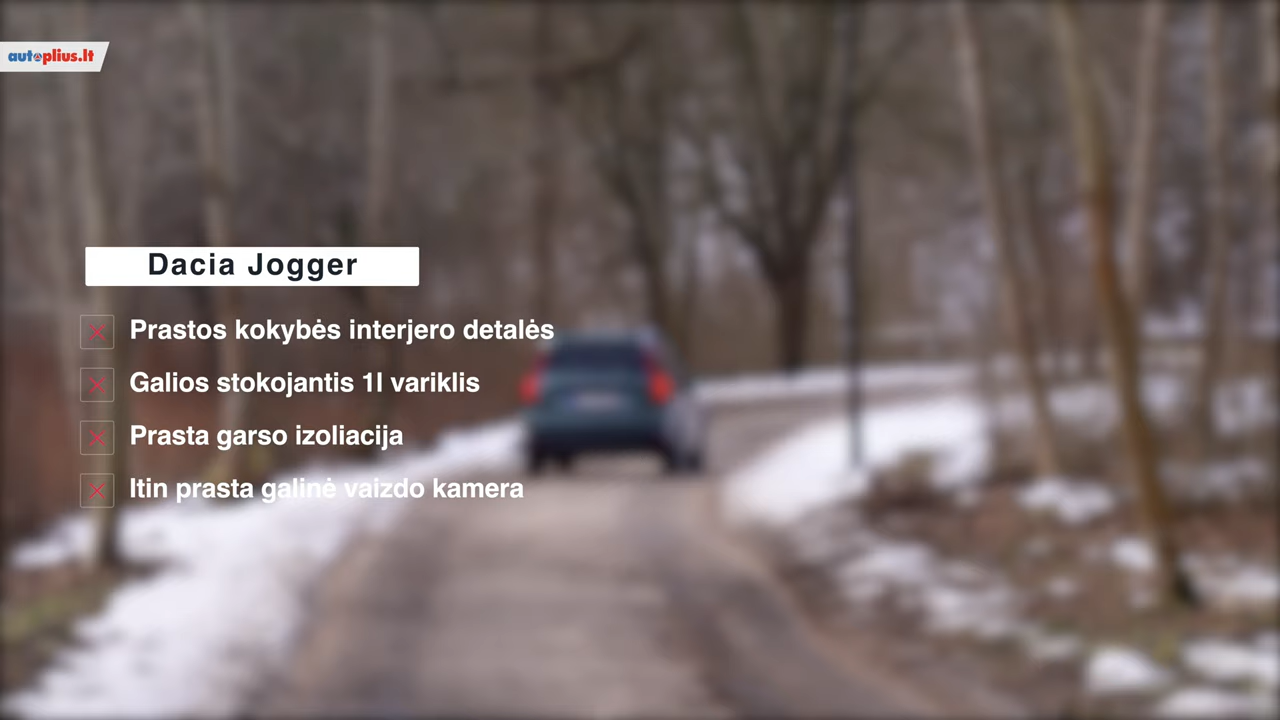 autoplius.lt
Dacia Jogger
Prastos kokybės interjero detalės
Galios stokojantis 1l variklis
Prasta garso izoliacija
Itin prasta galinė vaizdo kamera